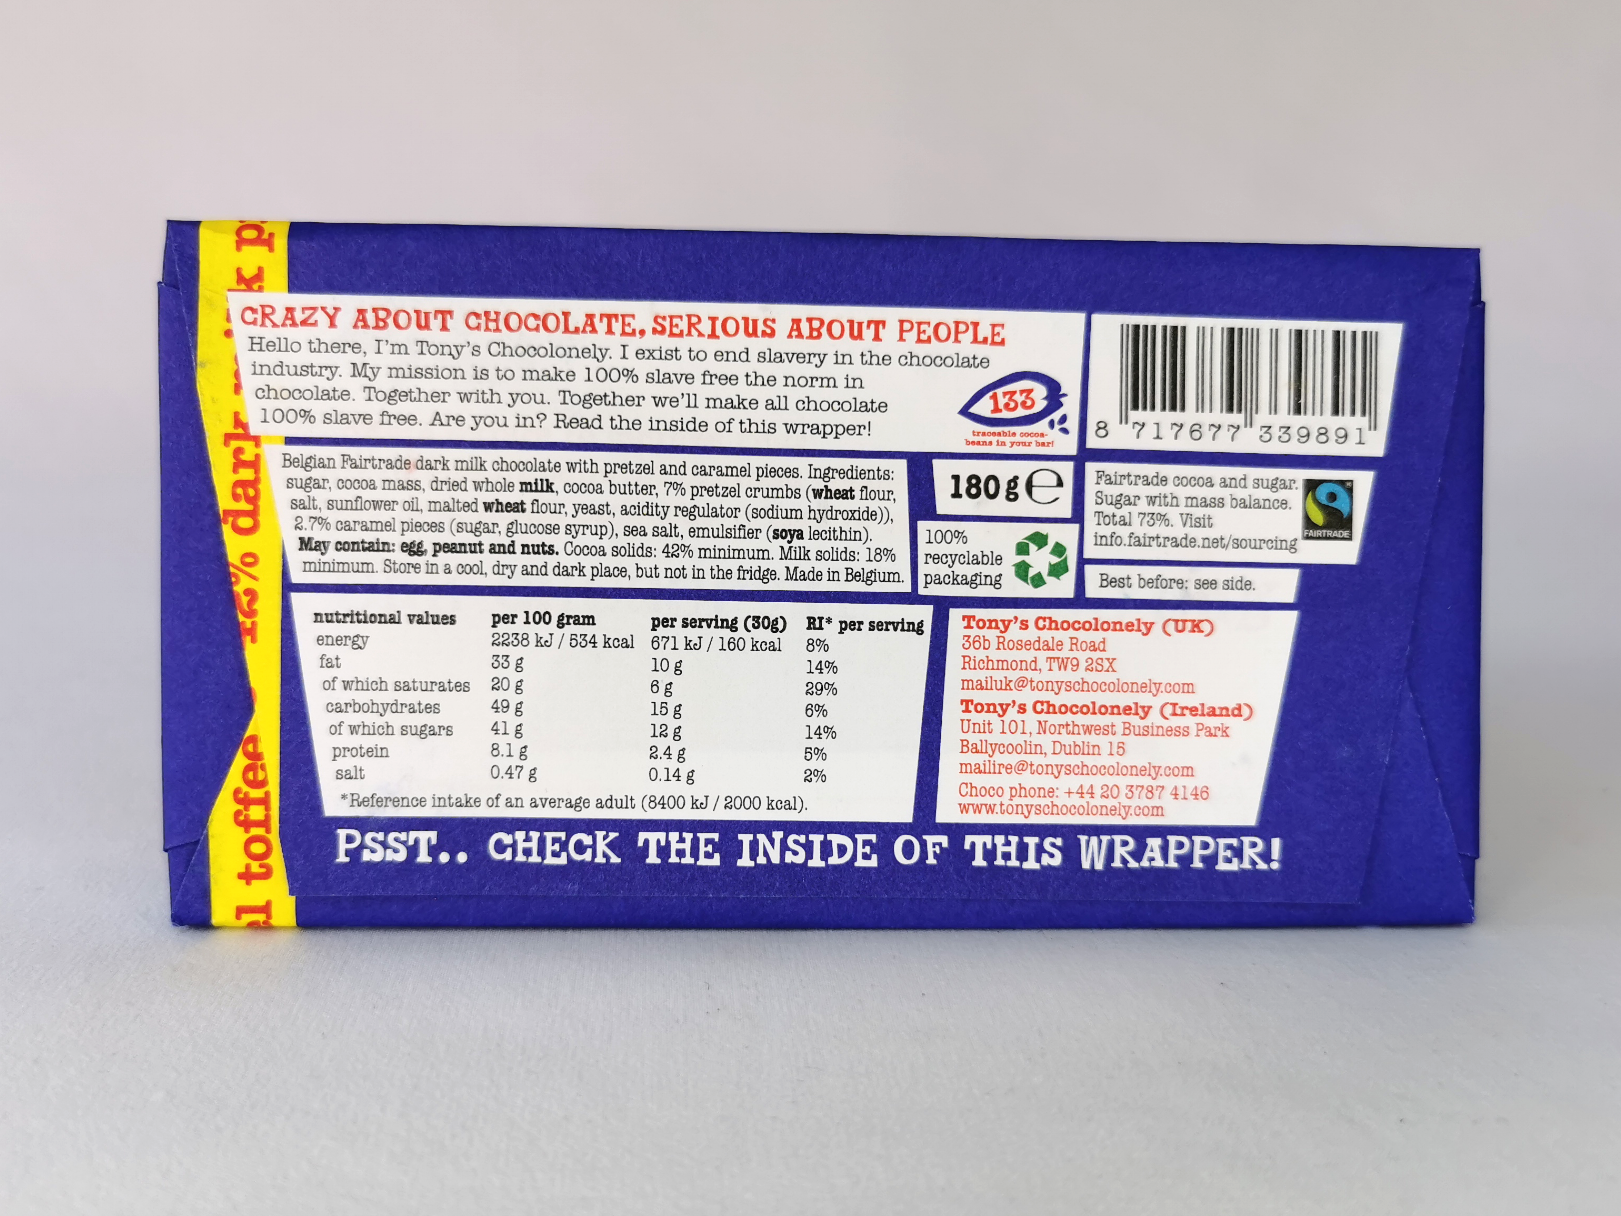 CRAZY ABOUT CHOCOLATE, SERIOUS ABOUT PEOPLE
Hello there, I'm Tony's Chocolonely. I exist to end slavery in the chocolate
industry. My mission is to make 100% slave free the norm in
chocolate. Together with you. Together we'll make all chocolate
100% slave free. Are you in? Read the inside of this wrapper!
133
traceable cocoa-
beans in your bar!
8 717677 339891
Belgian Fairtrade dark milk chocolate with pretzel and caramel pieces. Ingredients:
sugar, cocoa mass, dried whole milk, cocoa butter, 7% pretzel crumbs (wheat flour,
salt, sunflower oil, malted wheat flour, yeast, acidity regulator (sodium hydroxide)),
2.7% caramel pieces (sugar, glucose syrup), sea salt, emulsifier (soya lecithin).
May contain: egg, peanut and nuts. Cocoa solids: 42% minimum. Milk solids: 18%
minimum. Store in a cool, dry and dark place, but not in the fridge. Made in Belgium.
180 g e
100%
recyclable
packaging
Fairtrade cocoa and sugar.
Sugar with mass balance.
Total 73%. Visit
info.fairtrade.net/sourcing
FAIRTRADE
Best before: see side.
nutritional values per 100 gram per serving (30g) RI* per serving
energy 2238 kJ / 534 kcal 671 kJ / 160 kcal 8%
fat 33 g 10 g 14%
of which saturates 20 g 6 g 29%
carbohydrates 49 g 15 g 6%
of which sugars 41 g 12 g 14%
protein 8.1 g 2.4 g 5%
salt 0.47 g 0.14 g 2%
*Reference intake of an average adult (8400 kJ / 2000 kcal).
Tony's Chocolonely (UK)
36b Rosedale Road
Richmond, TW9 2SX
mailuk@tonyschocolonely.com
Tony's Chocolonely (Ireland)
Unit 101, Northwest Business Park
Ballycoolin, Dublin 15
mailire@tonyschocolonely.com
Choco phone: +44 20 3787 4146
www.tonyschocolonely.com
PSST.. CHECK THE INSIDE OF THIS WRAPPER!
toffee dark